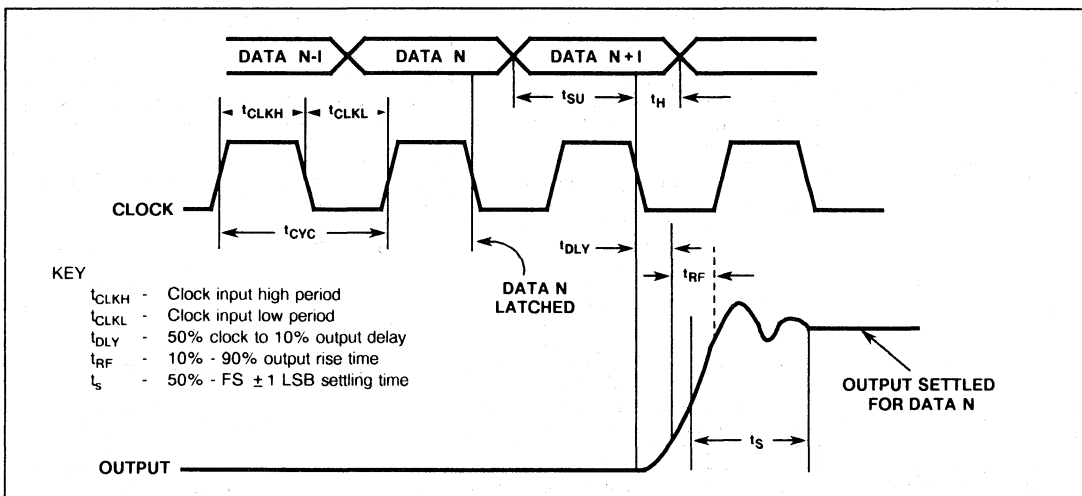 DATA N-1 DATA N DATA N+1
tSU tH
tCLKH tCLKL
CLOCK
tCYC
tDLY
tRF
DATA N
LATCHED
KEY
tCLKH - Clock input high period
tCLKL - Clock input low period
tDLY - 50% clock to 10% output delay
tRF - 10% - 90% output rise time
ts - 50% - FS ±1 LSB settling time
OUTPUT SETTLED
FOR DATA N
tS
OUTPUT